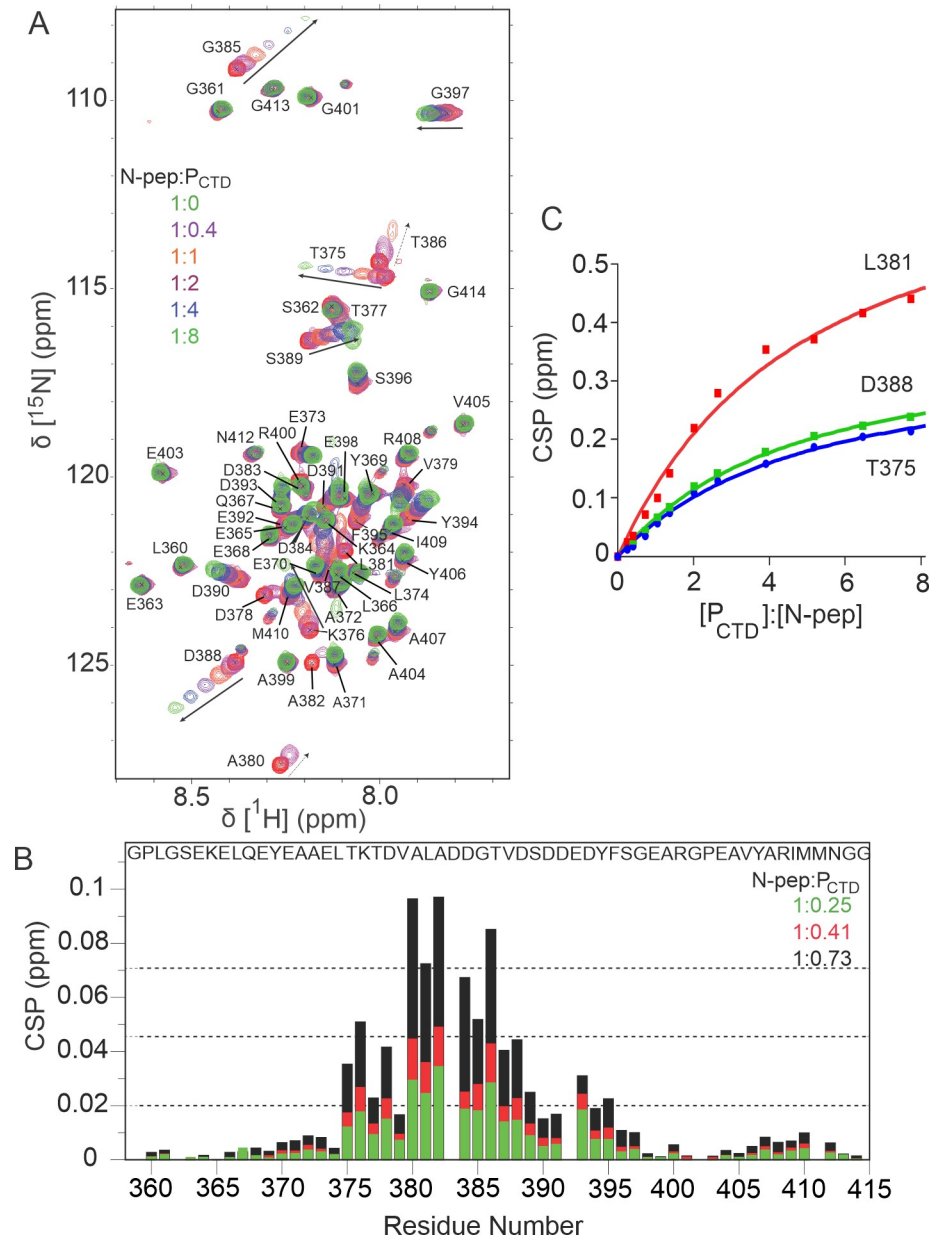 A
G385
G361
G413
G401
G397
110
N-pep:PCTD
1:0
1:0.4
1:1
1:2
1:4
1:8
T386
T375
115
G414
S362
T377
S389
S396
V405
E373
R400
E398
R408
N412
E403
D383
D391
Y369
V379
120
D393
Q367
E392
Y394
E365
F395
I409
E368
K364
D384
L381
L360
E370
Y406
V387
L374
D390
A372
L366
E363
D378
K376
M410
A407
D388
A404
125
A399
A382
A371
A380
8.5
8.0
δ [15N] (ppm)
δ [1H] (ppm)
C
0.5
L381
0.4
0.3
D388
0.2
T375
0.1
0
0
2
4
6
8
CSP (ppm)
[PCTD]:[N-pep]
B
GPLGSEKELQEYEAAELTKTDVALADDGTVDSDDEDYFSGEARGPEAVYARIMMNGG
N-pep:PCTD
1:0.25
1:0.41
1:0.73
0.1
0.08
0.06
0.04
0.02
0
CSP (ppm)
360
365
370
375
380
385
390
395
400
405
410
415
Residue Number